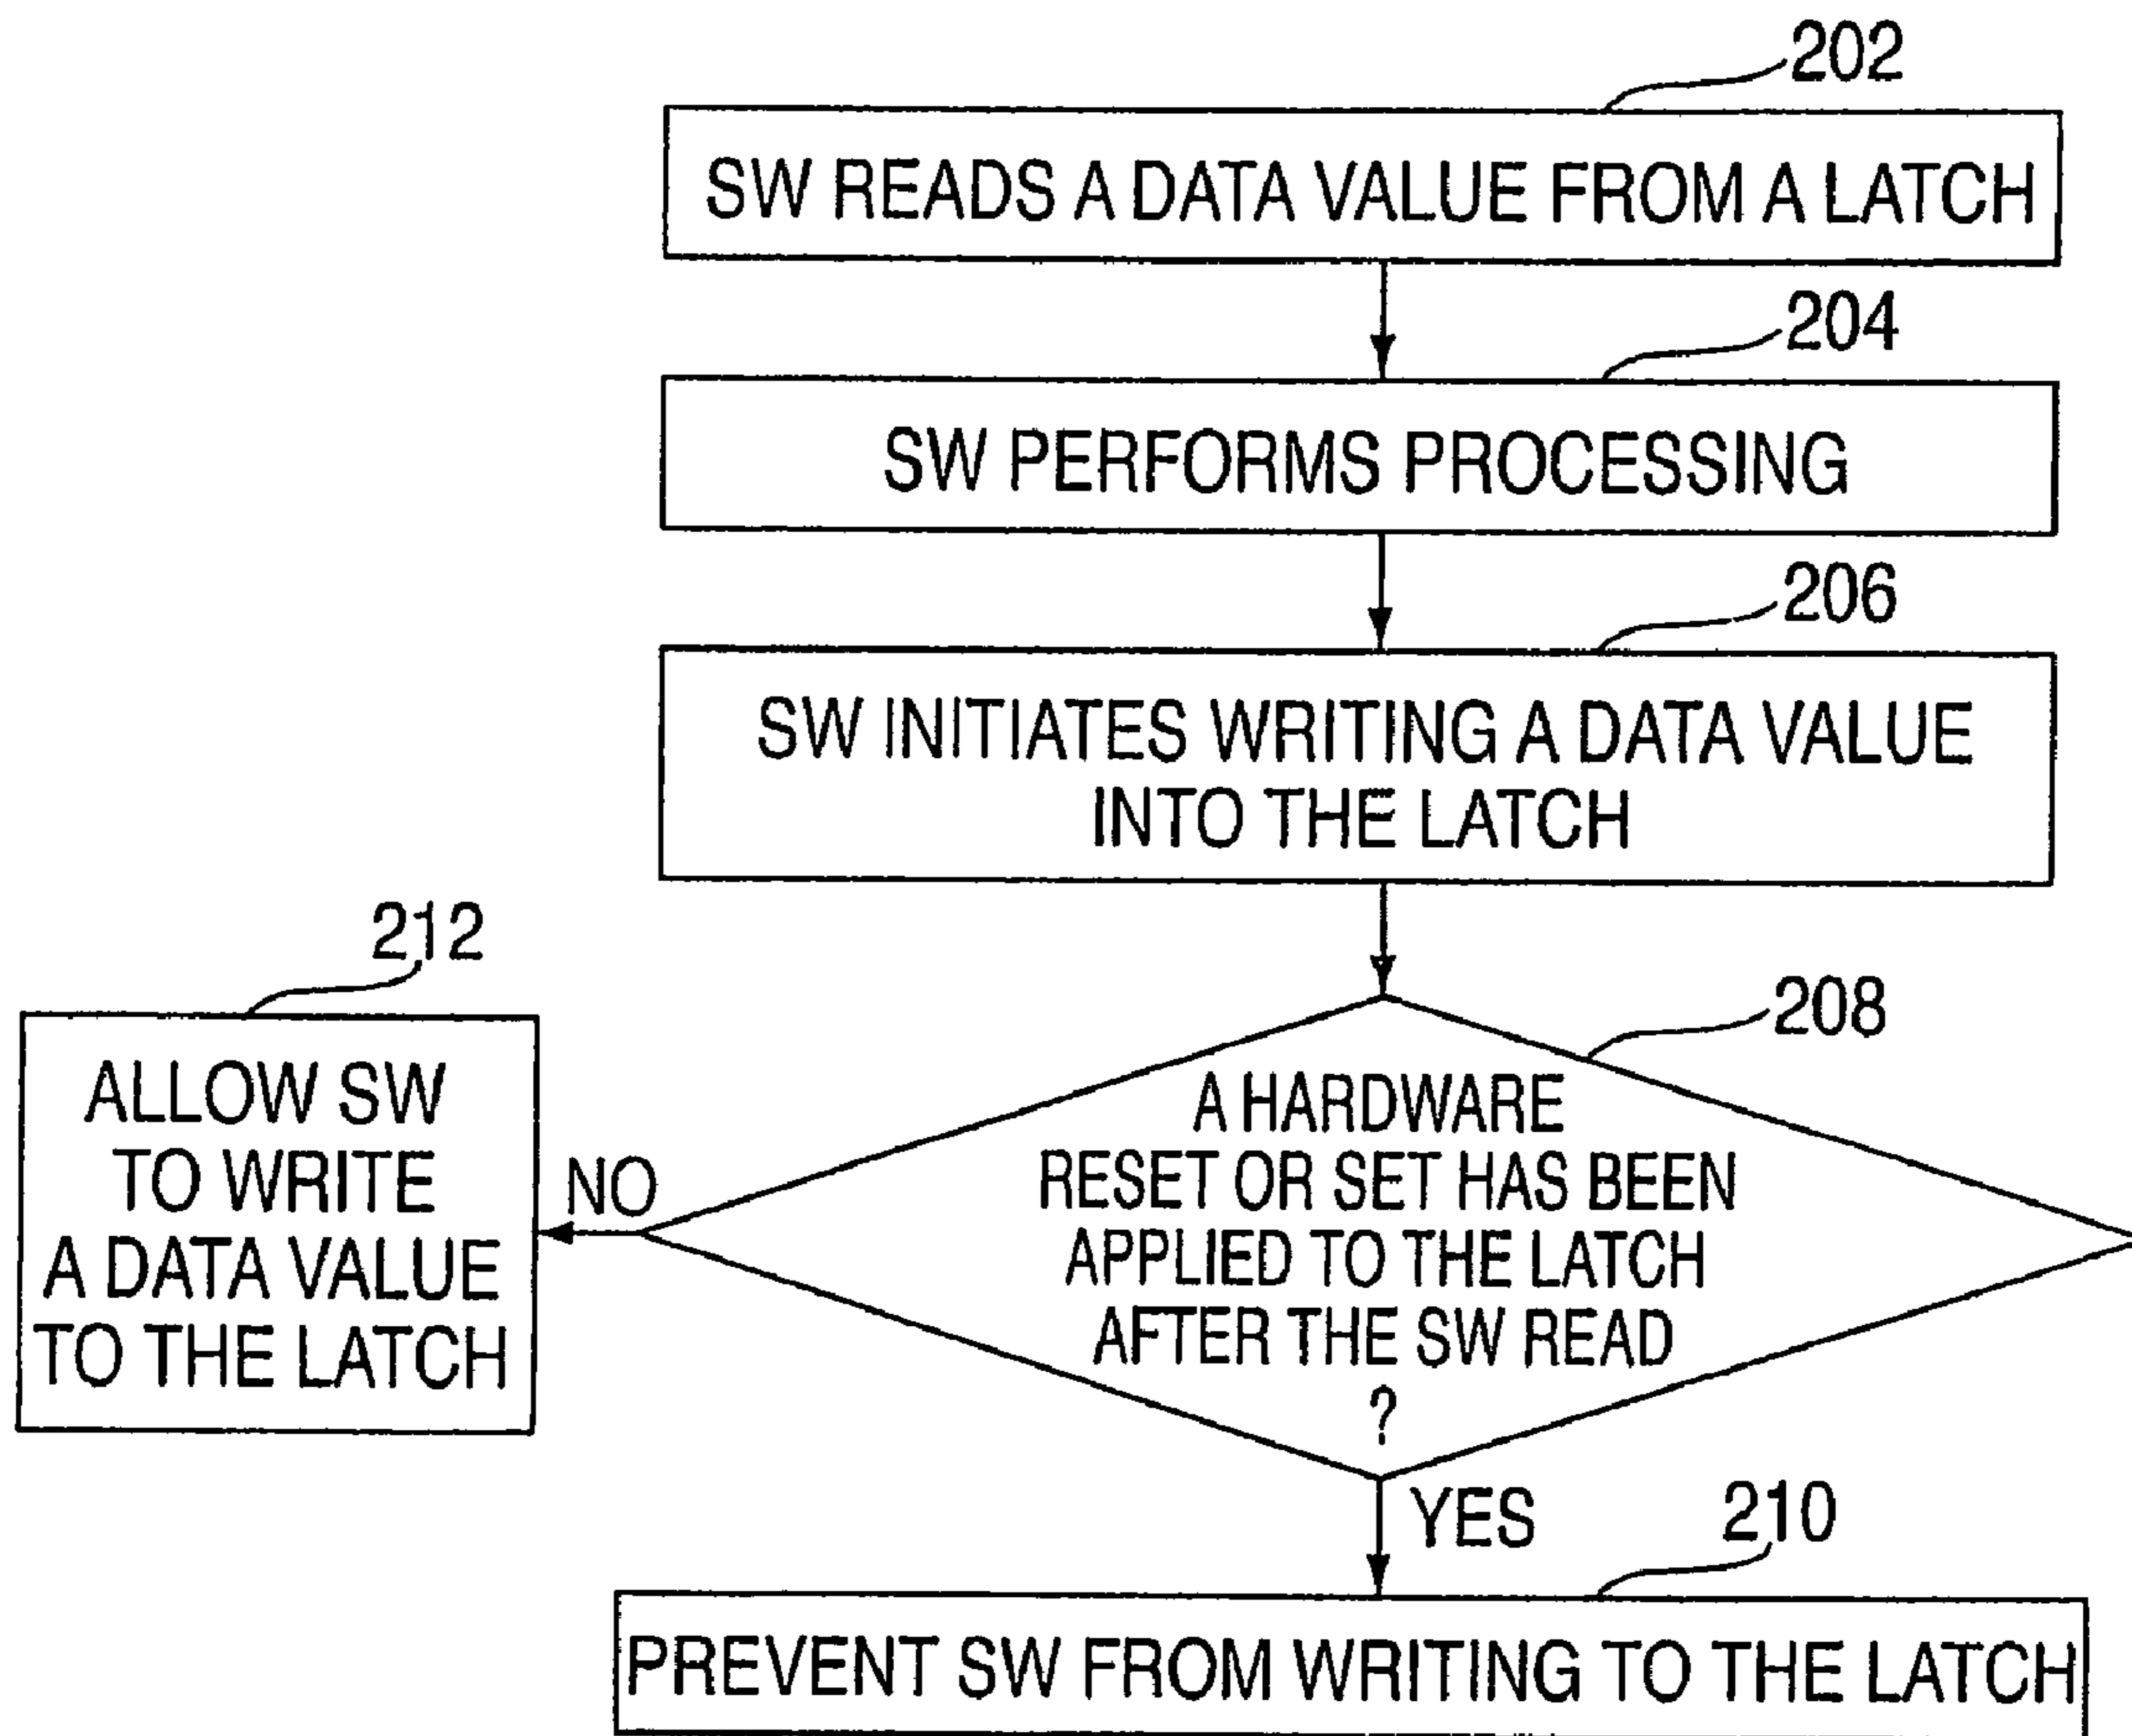 202
SW READS A DATA VALUE FROM A LATCH
204
SW PERFORMS PROCESSING
206
SW INITIATES WRITING A DATA VALUE
INTO THE LATCH
212
ALLOW SW
TO WRITE
A DATA VALUE
TO THE LATCH
NO
208
A HARDWARE
RESET OR SET HAS BEEN
APPLIED TO THE LATCH
AFTER THE SW READ
?
YES
210
PREVENT SW FROM WRITING TO THE LATCH